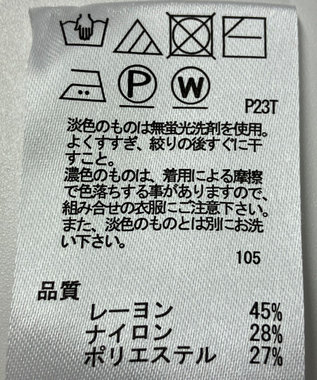 P W
P23T
淡色のものは無蛍光洗剤を使用。
よくすすぎ、絞りの後すぐに干
すこと。
濃色のものは、着用による摩擦
で色落ちする事がありますので、
組み合せの衣服にご注意下さい。
また、淡色のものとは別にお洗
い下さい。
105
品質
レーヨン 45%
ナイロン 28%
ポリエステル 27%